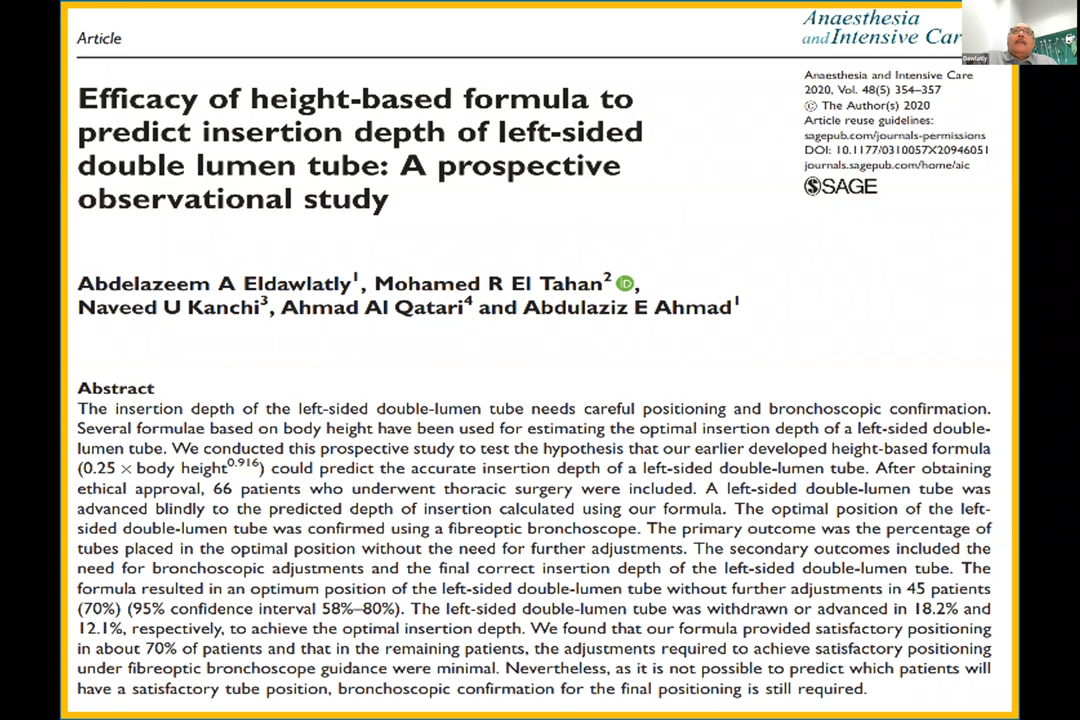 Article
Anaesthesia
and Intensive Car
Dawlatly
Anaesthesia and Intensive Care
2020, Vol. 48(5) 354–357
© The Author(s) 2020
Article reuse guidelines:
sagepub.com/journals-permissions
DOI: 10.1177/0310057X20946051
journals.sagepub.com/home/aic
SAGE
Efficacy of height-based formula to
predict insertion depth of left-sided
double lumen tube: A prospective
observational study
Abdelazeem A Eldawlatly1, Mohamed R El Tahan2 iD,
Naveed U Kanchi3, Ahmad Al Qatari4 and Abdulaziz E Ahmad1
Abstract
The insertion depth of the left-sided double-lumen tube needs careful positioning and bronchoscopic confirmation.
Several formulae based on body height have been used for estimating the optimal insertion depth of a left-sided double-
lumen tube. We conducted this prospective study to test the hypothesis that our earlier developed height-based formula
(0.25 × body height0.916) could predict the accurate insertion depth of a left-sided double-lumen tube. After obtaining
ethical approval, 66 patients who underwent thoracic surgery were included. A left-sided double-lumen tube was
advanced blindly to the predicted depth of insertion calculated using our formula. The optimal position of the left-
sided double-lumen tube was confirmed using a fibreoptic bronchoscope. The primary outcome was the percentage of
tubes placed in the optimal position without the need for further adjustments. The secondary outcomes included the
need for bronchoscopic adjustments and the final correct insertion depth of the left-sided double-lumen tube. The
formula resulted in an optimum position of the left-sided double-lumen tube without further adjustments in 45 patients
(70%) (95% confidence interval 58%–80%). The left-sided double-lumen tube was withdrawn or advanced in 18.2% and
12.1%, respectively, to achieve the optimal insertion depth. We found that our formula provided satisfactory positioning
in about 70% of patients and that in the remaining patients, the adjustments required to achieve satisfactory positioning
under fibreoptic bronchoscope guidance were minimal. Nevertheless, as it is not possible to predict which patients will
have a satisfactory tube position, bronchoscopic confirmation for the final positioning is still required.